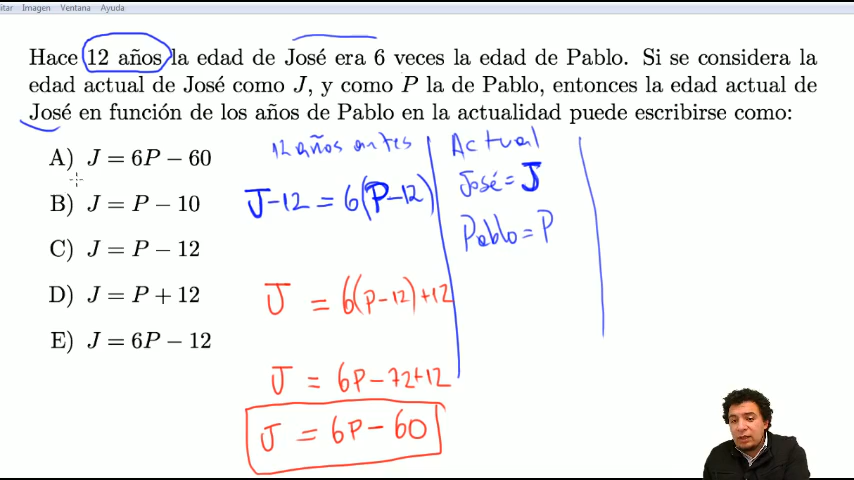 itar Imagen Ventana Ayuda
Hace 12 años la edad de José era 6 veces la edad de Pablo. Si se considera la
edad actual de José como J, y como P la de Pablo, entonces la edad actual de
José en función de los años de Pablo en la actualidad puede escribirse como:
A) J = 6P − 60
B) J = P − 10
C) J = P − 12
D) J = P + 12
E) J = 6P − 12
12 años antes
J-12 = 6(P-12)
J = 6(P-12)+12
J = 6P-72+12
J = 6P-60
Actual
José = J
Pablo = P